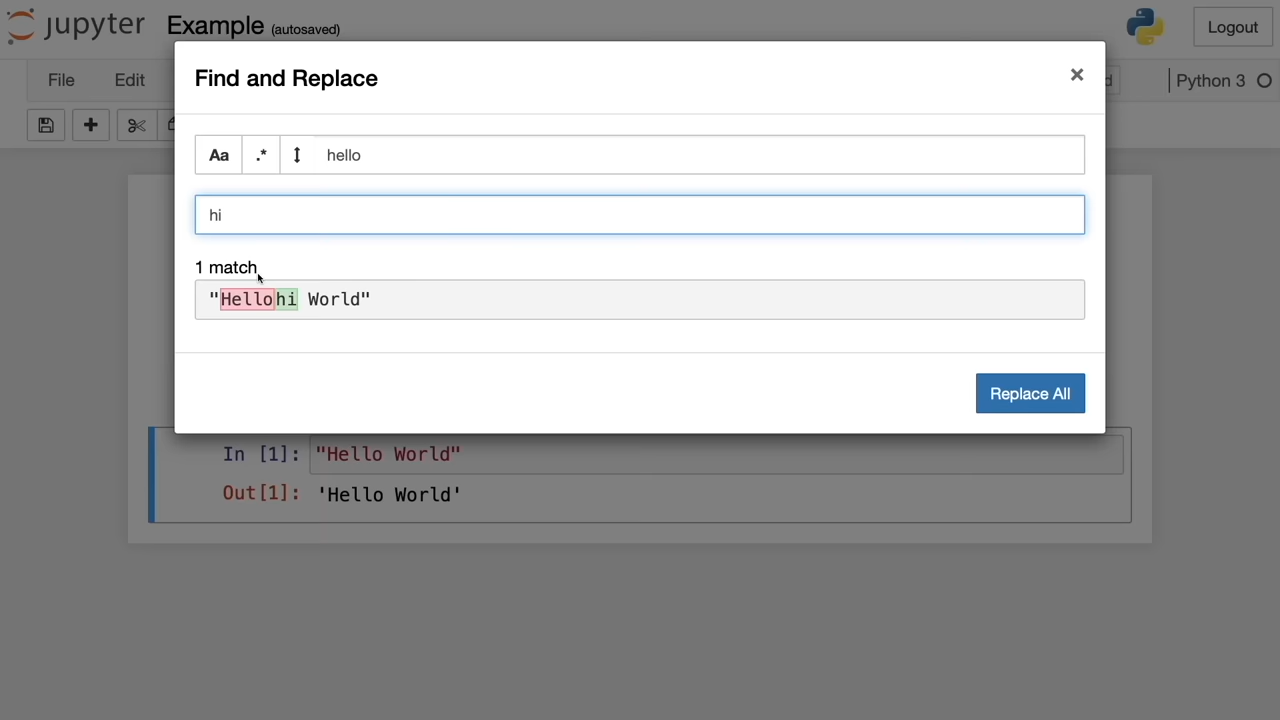 jupyter Example (autosaved)
Logout
File Edit
Python 3
Find and Replace
Aa .* hello
hi
1 match
"Hellohi World"
Replace All
In [1]: "Hello World"
Out[1]: 'Hello World'